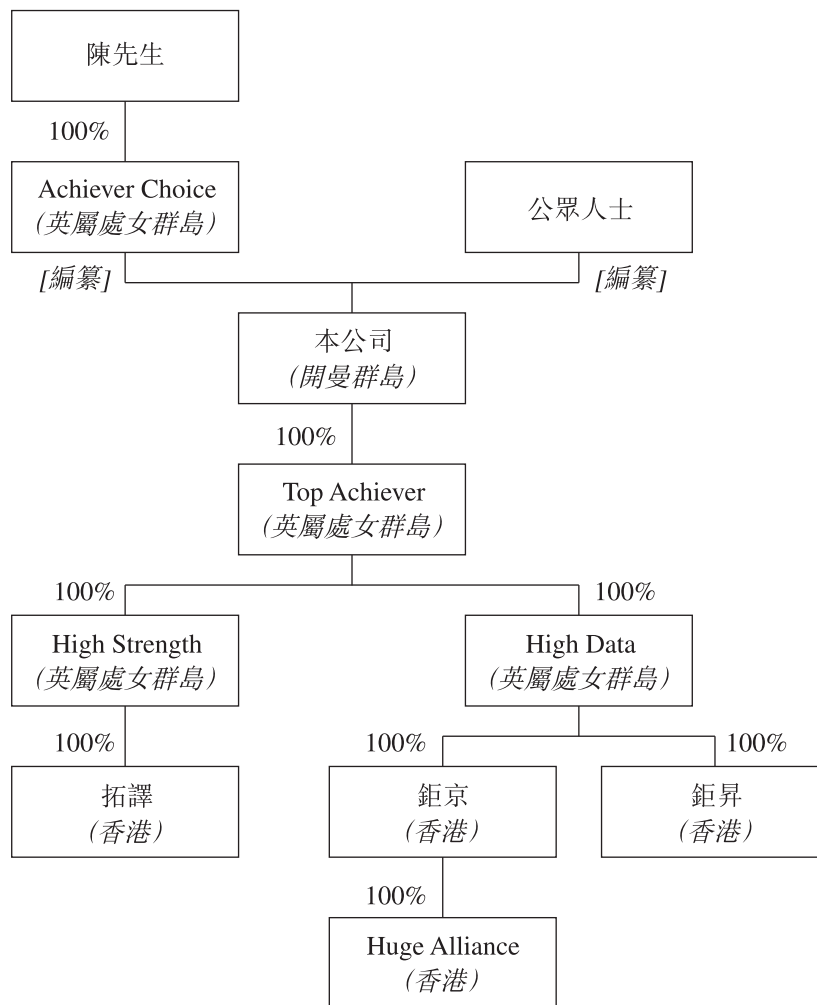 陳先生
100%
Achiever Choice
(英屬處女群島)
公眾人士
[編纂]
[編纂]
本公司
(開曼群島)
100%
Top Achiever
(英屬處女群島)
100%
100%
High Strength
(英屬處女群島)
High Data
(英屬處女群島)
100%
100%
100%
拓譯
(香港)
鉅京
(香港)
鉅昇
(香港)
100%
Huge Alliance
(香港)